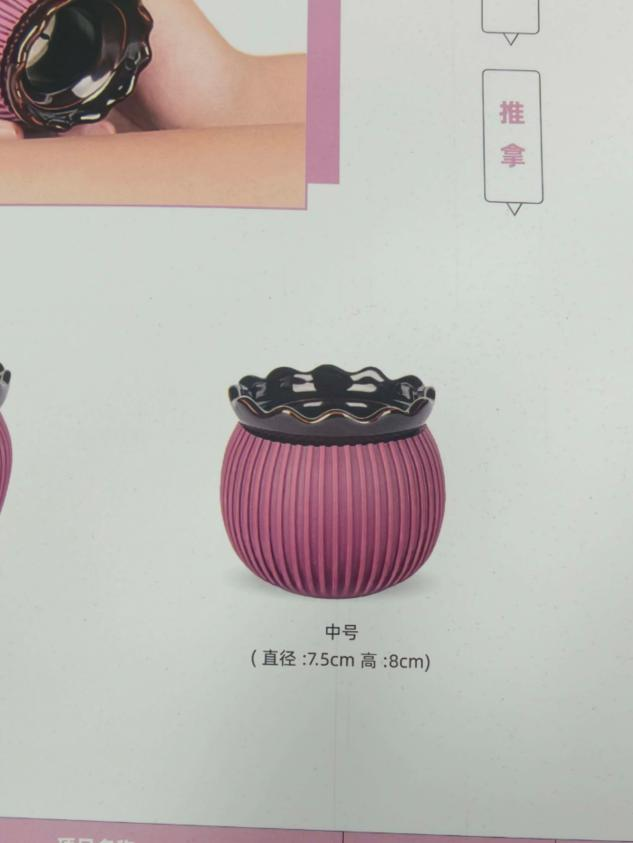 推
拿
中号
( 直径 :7.5cm 高 :8cm)